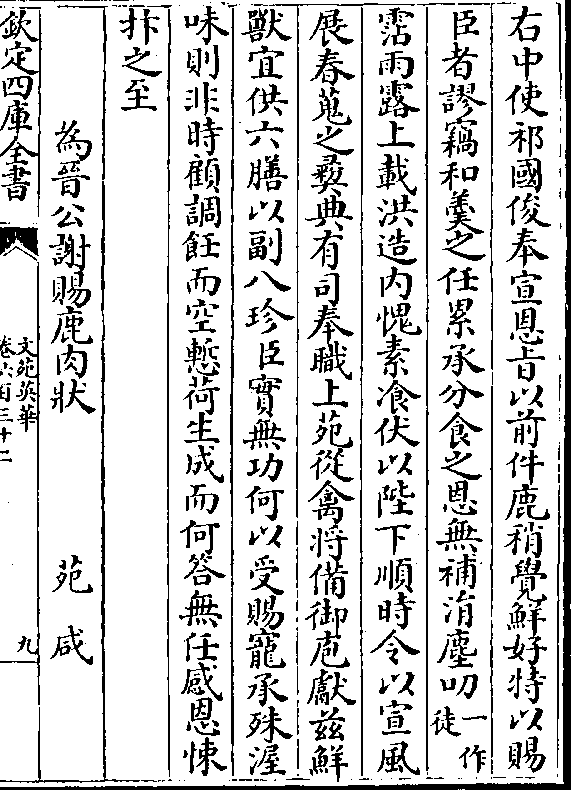 右中使祁國俊奉宣恩㫖以前件鹿稍覺鮮好特以賜
臣者謬竊和羮之任累承分食之恩無補涓塵叨一作徒
霑雨露上載洪造内愧素飡伏以陛下順時令以宣風
展春蒐之彛典有司奉職上苑從禽将備御庖獻兹鮮
獸宜供六膳以副八珍臣實無功何以受賜寵承殊渥
味則非時顧調飪而空慙荷生成而何答無任感恩悚
抃之至
為晉公謝賜鹿肉狀 苑咸
欽定四庫全書
文苑英華
卷六百三十二
九